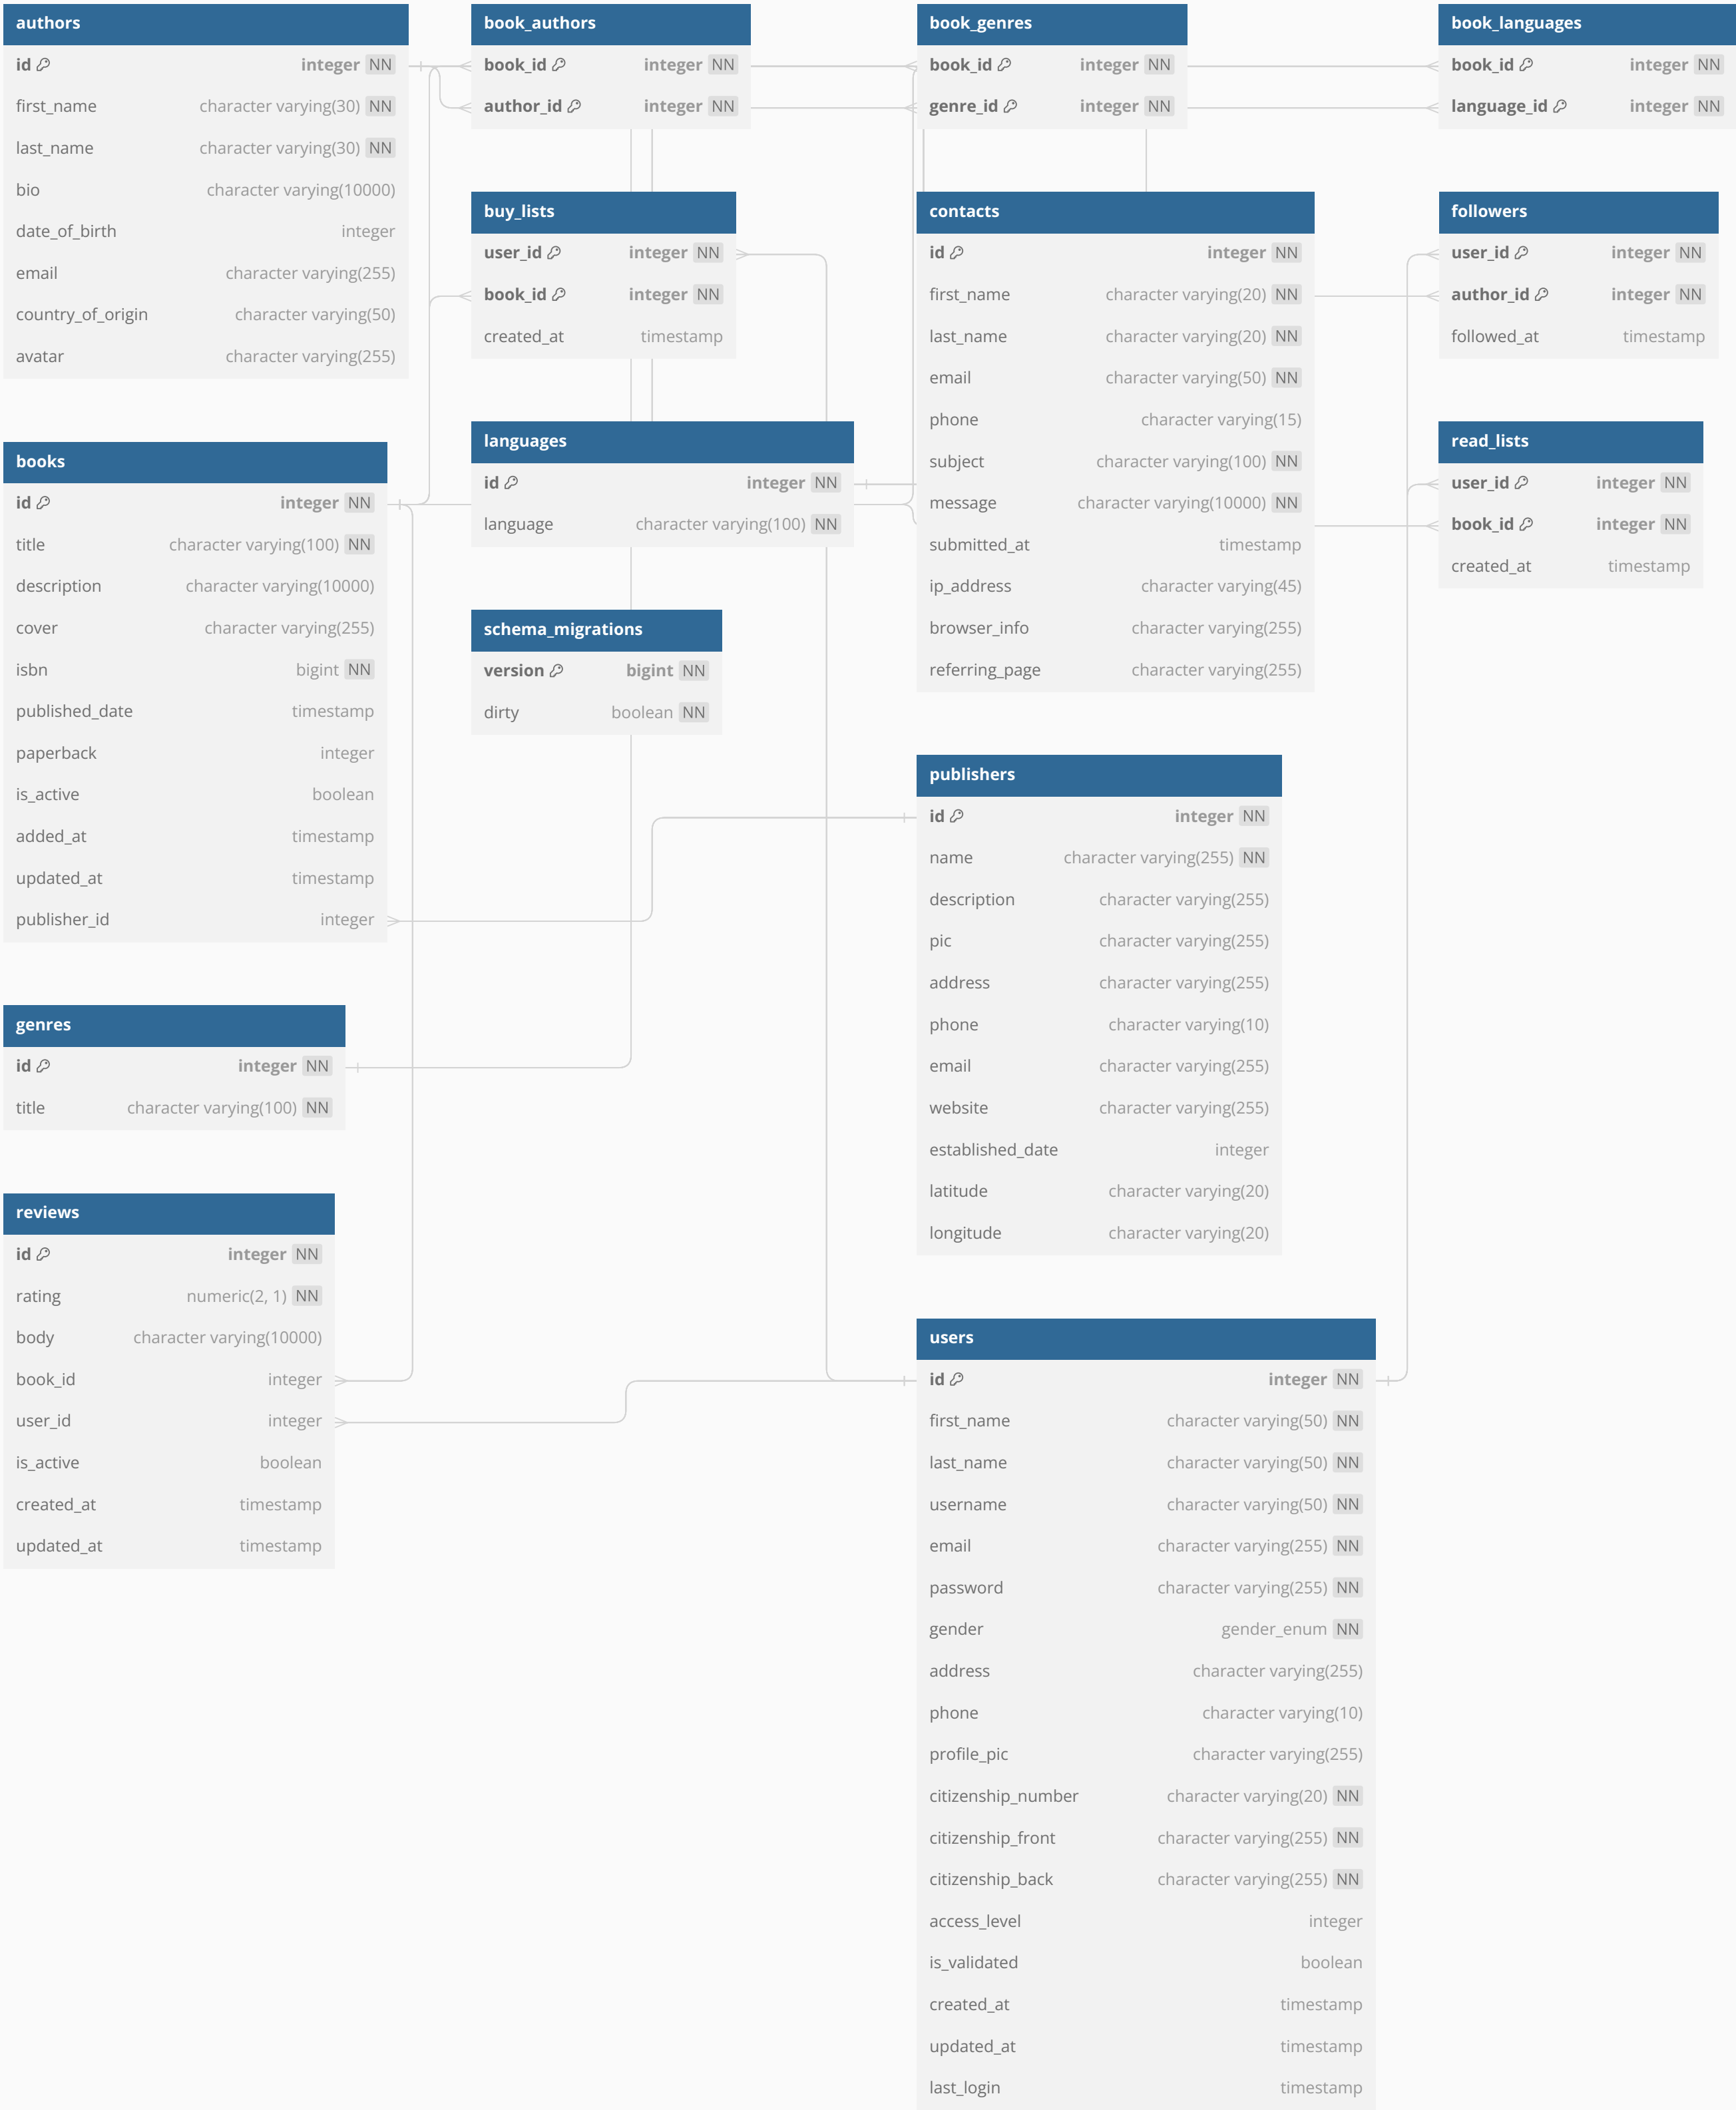 authors
id integer NN
first_name character varying(30) NN
last_name character varying(30) NN
bio character varying(10000)
date_of_birth integer
email character varying(255)
country_of_origin character varying(50)
avatar character varying(255)
book_authors
book_id integer NN
author_id integer NN
book_genres
book_id integer NN
genre_id integer NN
book_languages
book_id integer NN
language_id integer NN
buy_lists
user_id integer NN
book_id integer NN
created_at timestamp
contacts
id integer NN
first_name character varying(20) NN
last_name character varying(20) NN
email character varying(50) NN
phone character varying(15)
subject character varying(100) NN
message character varying(10000) NN
submitted_at timestamp
ip_address character varying(45)
browser_info character varying(255)
referring_page character varying(255)
followers
user_id integer NN
author_id integer NN
followed_at timestamp
books
id integer NN
title character varying(100) NN
description character varying(10000)
cover character varying(255)
isbn bigint NN
published_date timestamp
paperback integer
is_active boolean
added_at timestamp
updated_at timestamp
publisher_id integer
languages
id integer NN
language character varying(100) NN
read_lists
user_id integer NN
book_id integer NN
created_at timestamp
schema_migrations
version bigint NN
dirty boolean NN
publishers
id integer NN
name character varying(255) NN
description character varying(255)
pic character varying(255)
address character varying(255)
phone character varying(10)
email character varying(255)
website character varying(255)
established_date integer
latitude character varying(20)
longitude character varying(20)
genres
id integer NN
title character varying(100) NN
reviews
id integer NN
rating numeric(2, 1) NN
body character varying(10000)
book_id integer
user_id integer
is_active boolean
created_at timestamp
updated_at timestamp
users
id integer NN
first_name character varying(50) NN
last_name character varying(50) NN
username character varying(50) NN
email character varying(255) NN
password character varying(255) NN
gender gender_enum NN
address character varying(255)
phone character varying(10)
profile_pic character varying(255)
citizenship_number character varying(20) NN
citizenship_front character varying(255) NN
citizenship_back character varying(255) NN
access_level integer
is_validated boolean
created_at timestamp
updated_at timestamp
last_login timestamp